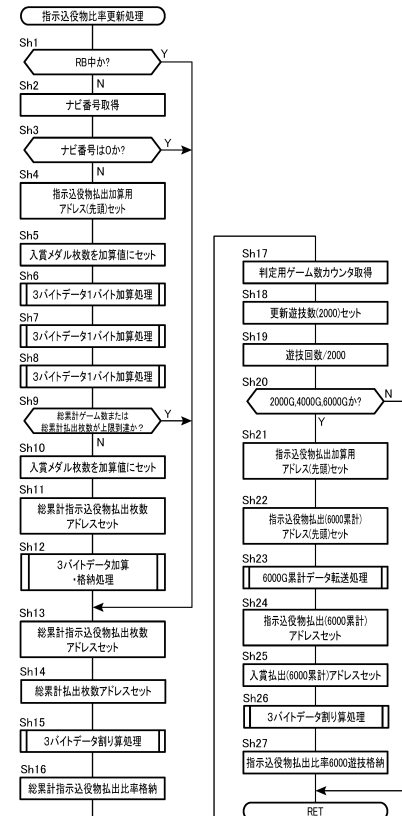 指示込役物比率更新処理
Sh1
RB中か?
Y
N
Sh2
ナビ番号取得
Sh3
ナビ番号は0か?
Y
N
Sh4
指示込役物払出加算用
アドレス(先頭)セット
Sh5
入賞メダル枚数を加算値にセット
Sh6
3バイトデータ1バイト加算処理
Sh7
3バイトデータ1バイト加算処理
Sh8
3バイトデータ1バイト加算処理
Sh9
総累計ゲーム数または
総累計払出枚数が上限到達か?
Y
N
Sh10
入賞メダル枚数を加算値にセット
Sh11
総累計指示込役物払出枚数
アドレスセット
Sh12
3バイトデータ加算
・格納処理
Sh13
総累計指示込役物払出枚数
アドレスセット
Sh14
総累計払出枚数アドレスセット
Sh15
3バイトデータ割り算処理
Sh16
総累計指示込役物払出比率格納
Sh17
判定用ゲーム数カウンタ取得
Sh18
更新遊技数(2000)セット
Sh19
遊技回数/2000
Sh20
2000G,4000G,6000Gか?
N
Y
Sh21
指示込役物払出加算用
アドレス(先頭)セット
Sh22
指示込役物払出(6000累計)
アドレス(先頭)セット
Sh23
6000G累計データ転送処理
Sh24
指示込役物払出(6000累計)
アドレスセット
Sh25
入賞払出(6000累計)アドレスセット
Sh26
3バイトデータ割り算処理
Sh27
指示込役物払出比率6000遊技格納
RET